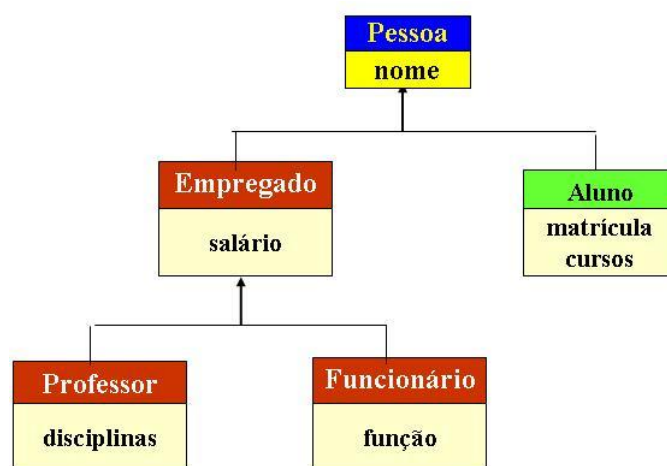 Pessoa
nome
Empregado
salário
Aluno
matrícula
cursos
Professor
disciplinas
Funcionário
função